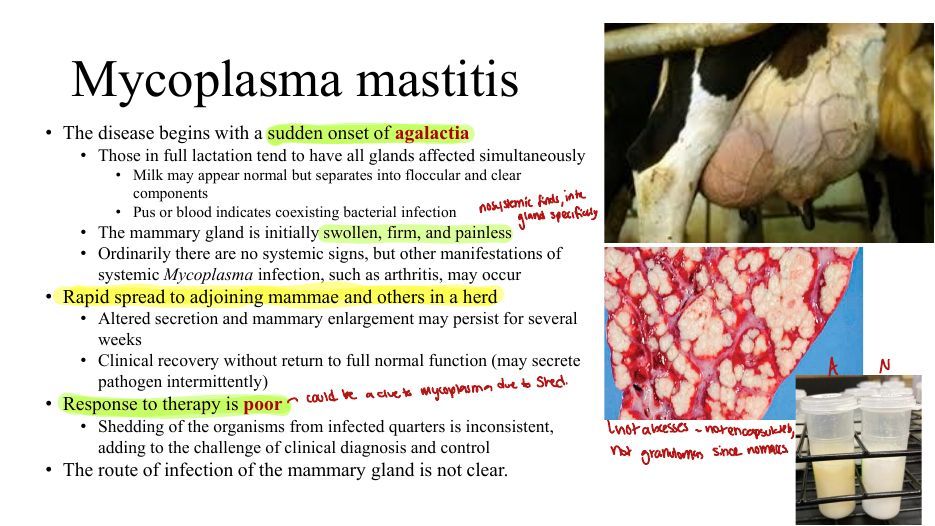 Mycoplasma mastitis
• The disease begins with a sudden onset of agalactia
• Those in full lactation tend to have all glands affected simultaneously
• Milk may appear normal but separates into floccular and clear
components
• Pus or blood indicates coexisting bacterial infection
no systemic finds, inte
gland specifically
• The mammary gland is initially swollen, firm, and painless
• Ordinarily there are no systemic signs, but other manifestations of
systemic Mycoplasma infection, such as arthritis, may occur
• Rapid spread to adjoining mammae and others in a herd
• Altered secretion and mammary enlargement may persist for several
weeks
• Clinical recovery without return to full normal function (may secrete
pathogen intermittently)
• Response to therapy is poor
could be a clue to mycoplasma due to shed.
• Shedding of the organisms from infected quarters is inconsistent,
adding to the challenge of clinical diagnosis and control
• The route of infection of the mammary gland is not clear.
A N
not abscesses - not encapsulated,
not granulomas since no macs